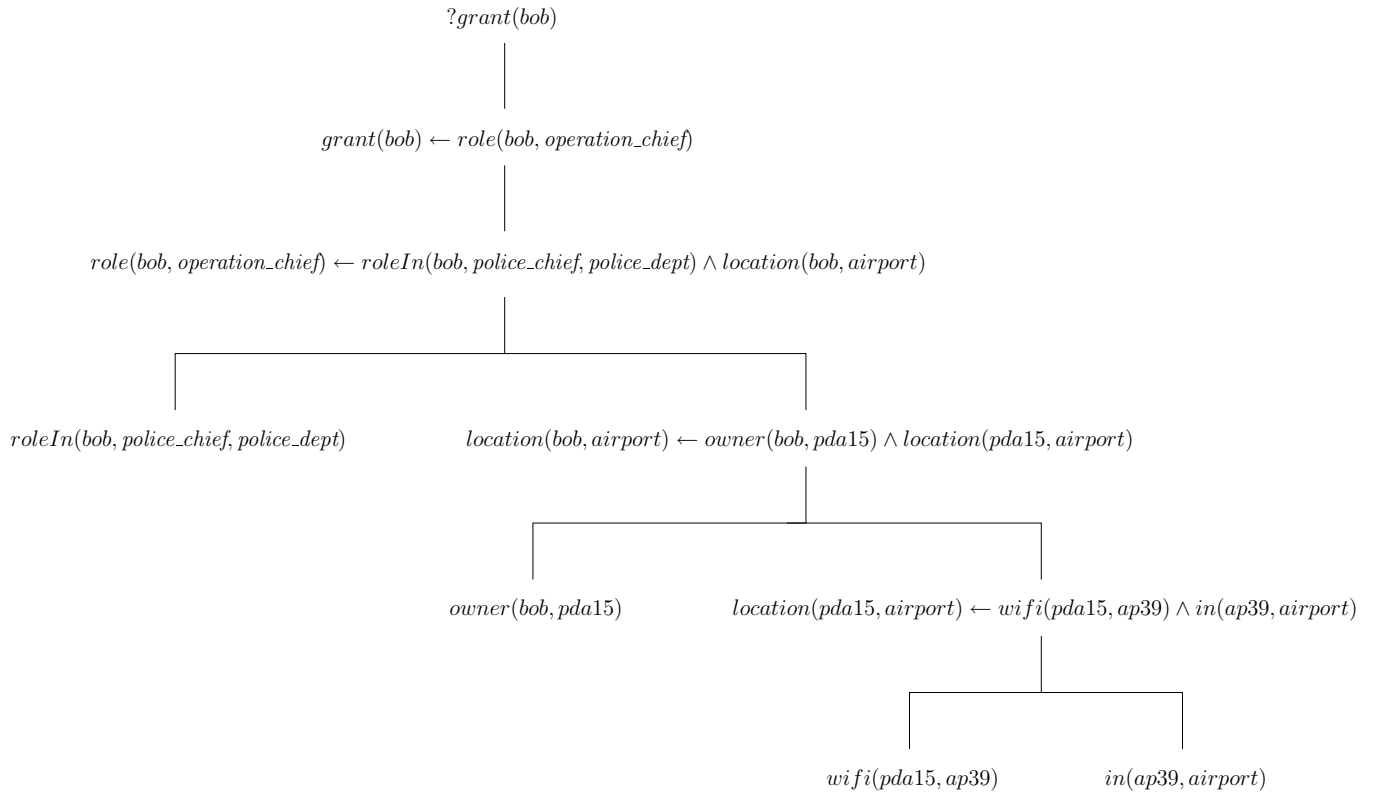 ?grant(bob)
grant(bob) ← role(bob, operation_chief)
role(bob, operation_chief) ← roleIn(bob, police_chief, police_dept) ∧ location(bob, airport)
roleIn(bob, police_chief, police_dept) location(bob, airport) ← owner(bob, pda15) ∧ location(pda15, airport)
owner(bob, pda15) location(pda15, airport) ← wifi(pda15, ap39) ∧ in(ap39, airport)
wifi(pda15, ap39) in(ap39, airport)